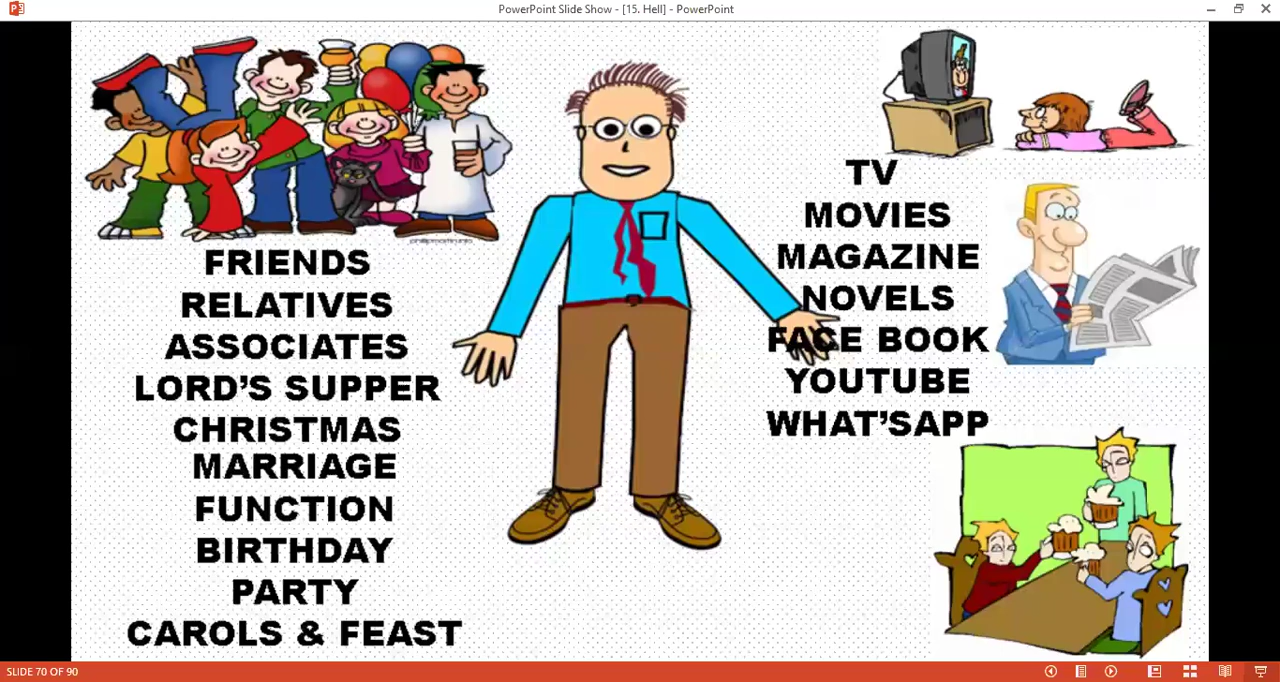 PowerPoint Slide Show - [15. Hell] - PowerPoint
FRIENDS
RELATIVES
ASSOCIATES
LORD'S SUPPER
CHRISTMAS
MARRIAGE
FUNCTION
BIRTHDAY
PARTY
CAROLS & FEAST
TV
MOVIES
MAGAZINE
NOVELS
FACE BOOK
YOUTUBE
WHAT'SAPP
SLIDE 70 OF 90